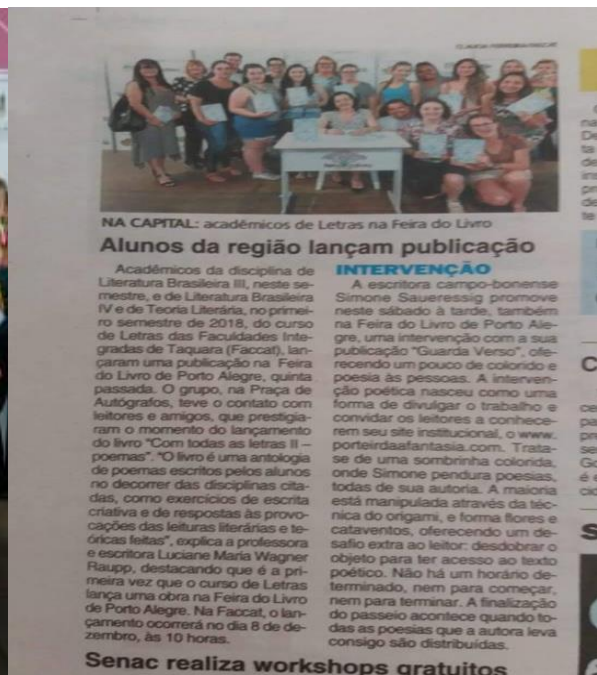 CLAUDIA FERREIRA/FACCAT
NA CAPITAL: acadêmicos de Letras na Feira do Livro
Alunos da região lançam publicação
Acadêmicos da disciplina de
Literatura Brasileira III, neste se-
mestre, e de Literatura Brasileira
IV e de Teoria Literária, no primei-
ro semestre de 2018, do curso
de Letras das Faculdades Inte-
gradas de Taquara (Faccat), lan-
çaram uma publicação na Feira
do Livro de Porto Alegre, quinta
passada. O grupo, na Praça de
Autógrafos, teve o contato com
leitores e amigos, que prestigia-
ram o momento do lançamento
do livro "Com todas as letras II –
poemas". "O livro é uma antologia
de poemas escritos pelos alunos
no decorrer das disciplinas cita-
das, como exercícios de escrita
criativa e de respostas às provo-
cações das leituras literárias e te-
óricas feitas", explica a professora
e escritora Luciane Maria Wagner
Raupp, destacando que é a pri-
meira vez que o curso de Letras
lança uma obra na Feira do Livro
de Porto Alegre. Na Faccat, o lan-
çamento ocorrerá no dia 8 de de-
zembro, às 10 horas.
INTERVENÇÃO
A escritora campo-bonense
Simone Saueressig promove
neste sábado à tarde, também
na Feira do Livro de Porto Ale-
gre, uma intervenção com a sua
publicação "Guarda Verso", ofe-
recendo um pouco de colorido e
poesia às pessoas. A interven-
ção poética nasceu como uma
forma de divulgar o trabalho e
convidar os leitores a conhece-
rem seu site institucional, o www.
porteirdaafantasia.com. Trata-
se de uma sombrinha colorida,
onde Simone pendura poesias,
todas de sua autoria. A maioria
está manipulada através da téc-
nica do origami, e forma flores e
cataventos, oferecendo um de-
safio extra ao leitor: desdobrar o
objeto para ter acesso ao texto
poético. Não há um horário de-
terminado, nem para começar,
nem para terminar. A finalização
do passeio acontece quando to-
das as poesias que a autora leva
consigo são distribuídas.
Senac realiza workshops gratuitos